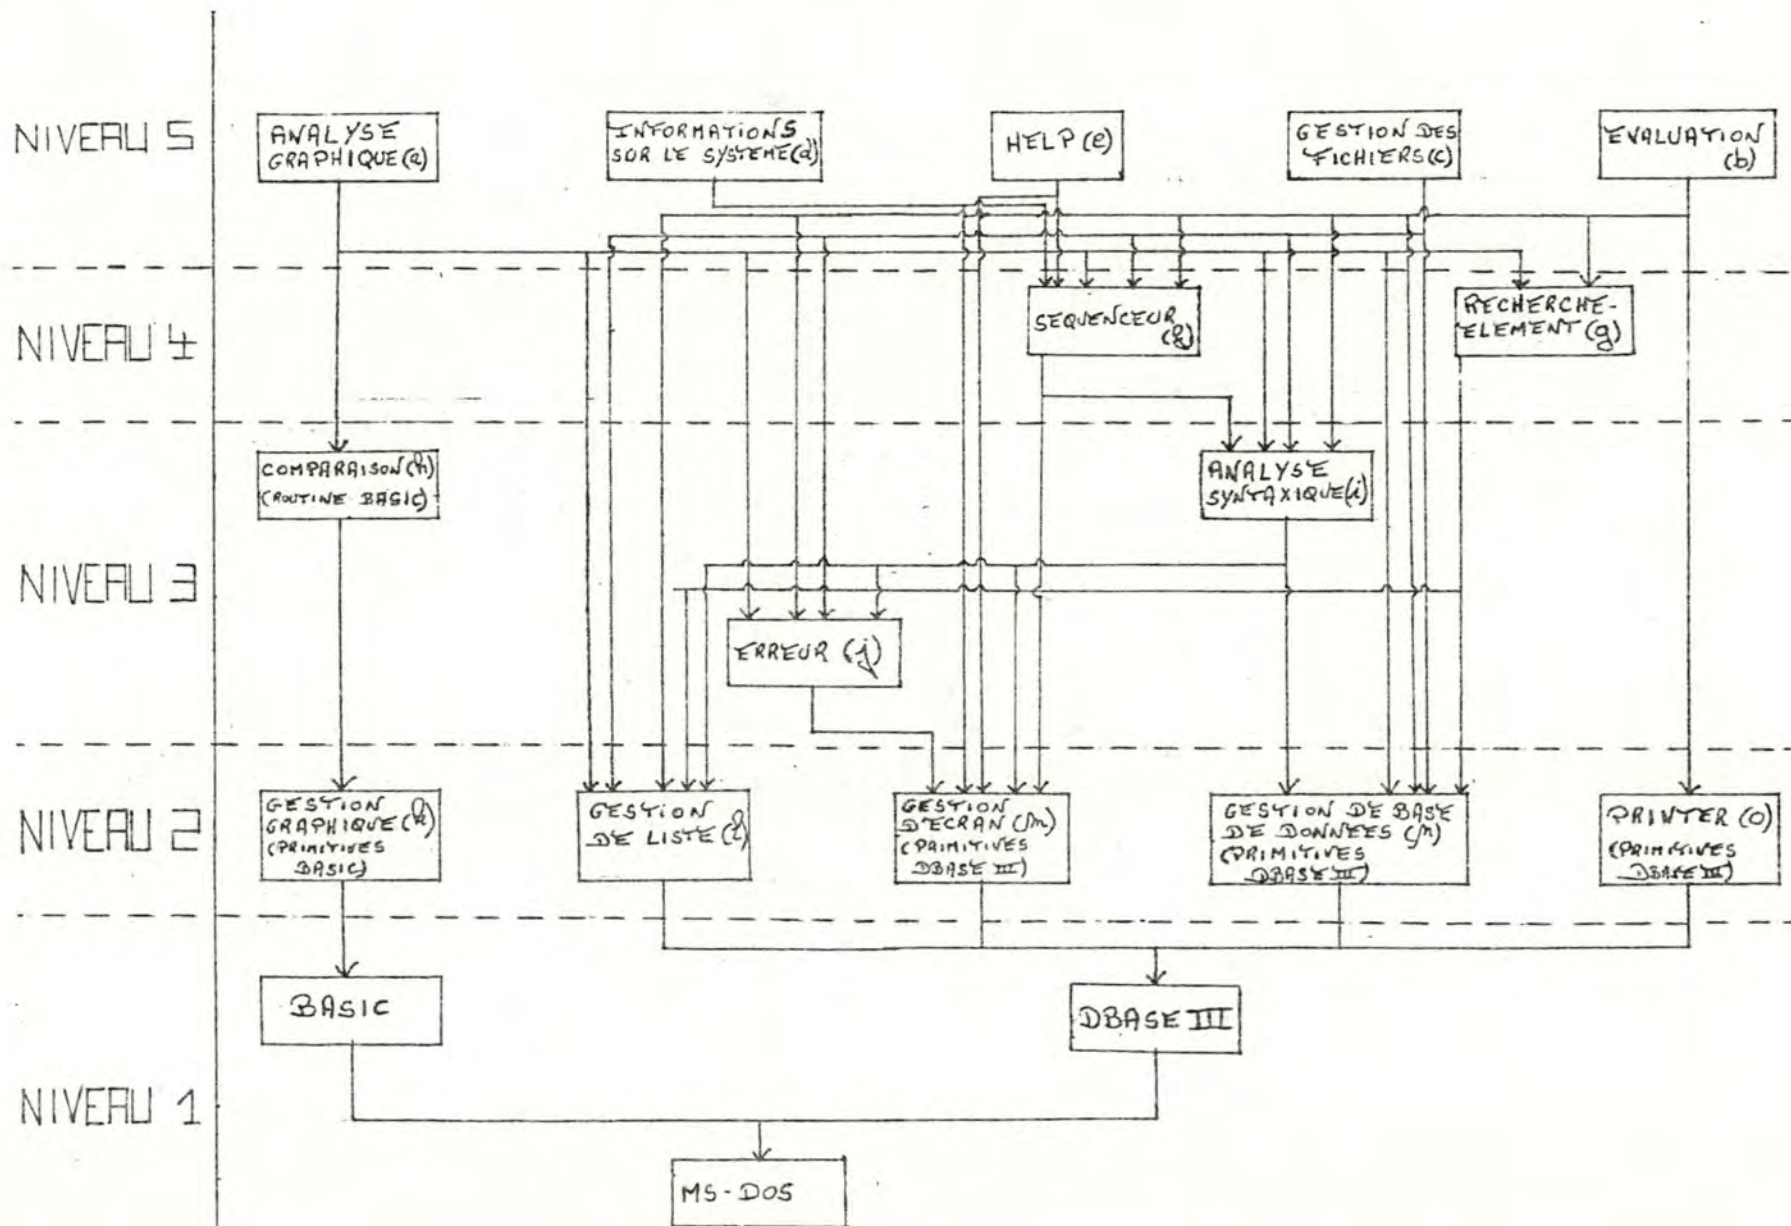 NIVEAU 5
ANALYSE
GRAPHIQUE(a)
INFORMATIONS
SUR LE SYSTEME(d)
HELP (e)
GESTION DES
FICHIERS(c)
EVALUATION
(b)
NIVEAU 4
SEQUENCEUR
RECHERCHE-
ELEMENT (g)
NIVEAU 3
COMPARAISON(h)
(ROUTINE BASIC)
ANALYSE
SYNTAXIQUE(i)
ERREUR (j)
NIVEAU 2
GESTION
GRAPHIQUE(k)
(PRIMITIVES
BASIC)
GESTION
DE LISTE(l)
GESTION
D'ECRAN (m)
(PRIMITIVES
DBASE III)
GESTION DE BASE
DE DONNEES (n)
(PRIMITIVES
DBASE III)
PRINTER (O)
(PRIMITIVES
DBASE III)
NIVEAU 1
BASIC
DBASE III
MS-DOS